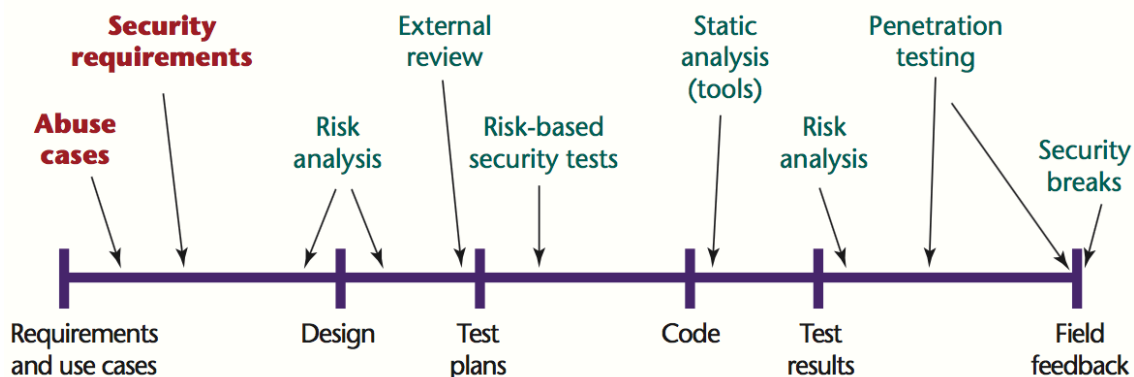 Security
requirements
Abuse
cases
Risk
analysis
External
review
Risk-based
security tests
Static
analysis
(tools)
Risk
analysis
Penetration
testing
Security
breaks
Requirements
and use cases
Design
Test
plans
Code
Test
results
Field
feedback